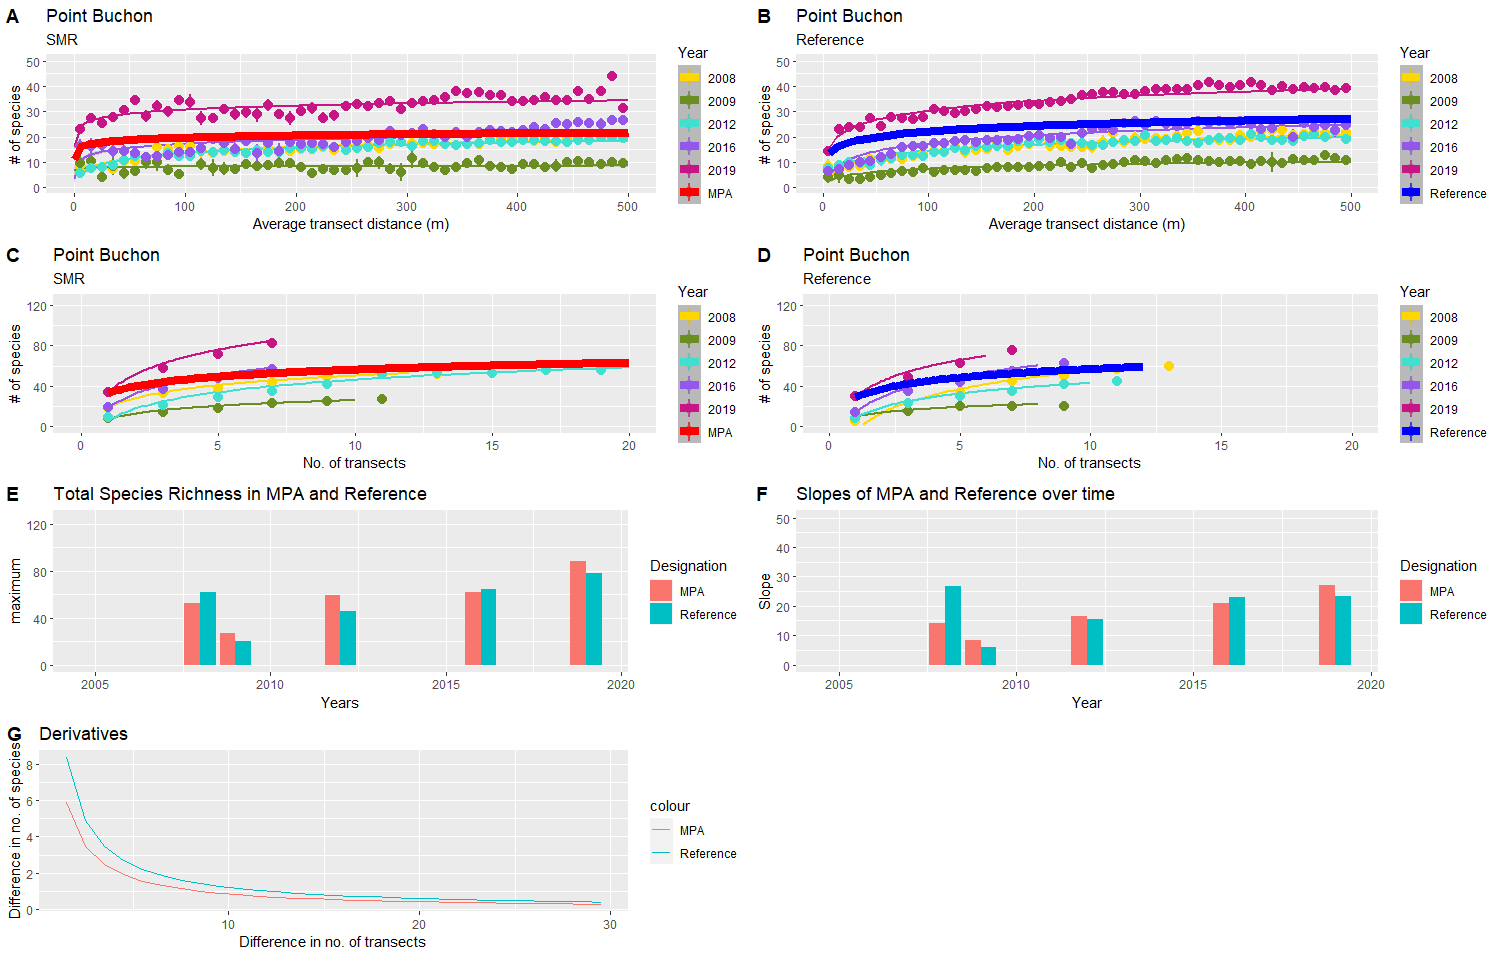 A
Point Buchon
SMR
# of species
50
40
30
20
10
0
0
100
200
300
400
500
Average transect distance (m)
Year
2008
2009
2012
2016
2019
MPA
B
Point Buchon
Reference
# of species
50
40
30
20
10
0
0
100
200
300
400
500
Average transect distance (m)
Year
2008
2009
2012
2016
2019
Reference
C
Point Buchon
SMR
# of species
120
80
40
0
0
5
10
15
20
No. of transects
Year
2008
2009
2012
2016
2019
MPA
D
Point Buchon
Reference
# of species
120
80
40
0
0
5
10
15
20
No. of transects
Year
2008
2009
2012
2016
2019
Reference
E
Total Species Richness in MPA and Reference
maximum
120
80
40
0
2005
2010
2015
2020
Years
Designation
MPA
Reference
F
Slopes of MPA and Reference over time
Slope
50
40
30
20
10
0
2005
2010
2015
2020
Year
Designation
MPA
Reference
G
Derivatives
Difference in no. of species
8
6
4
2
0
10
20
30
Difference in no. of transects
colour
MPA
Reference